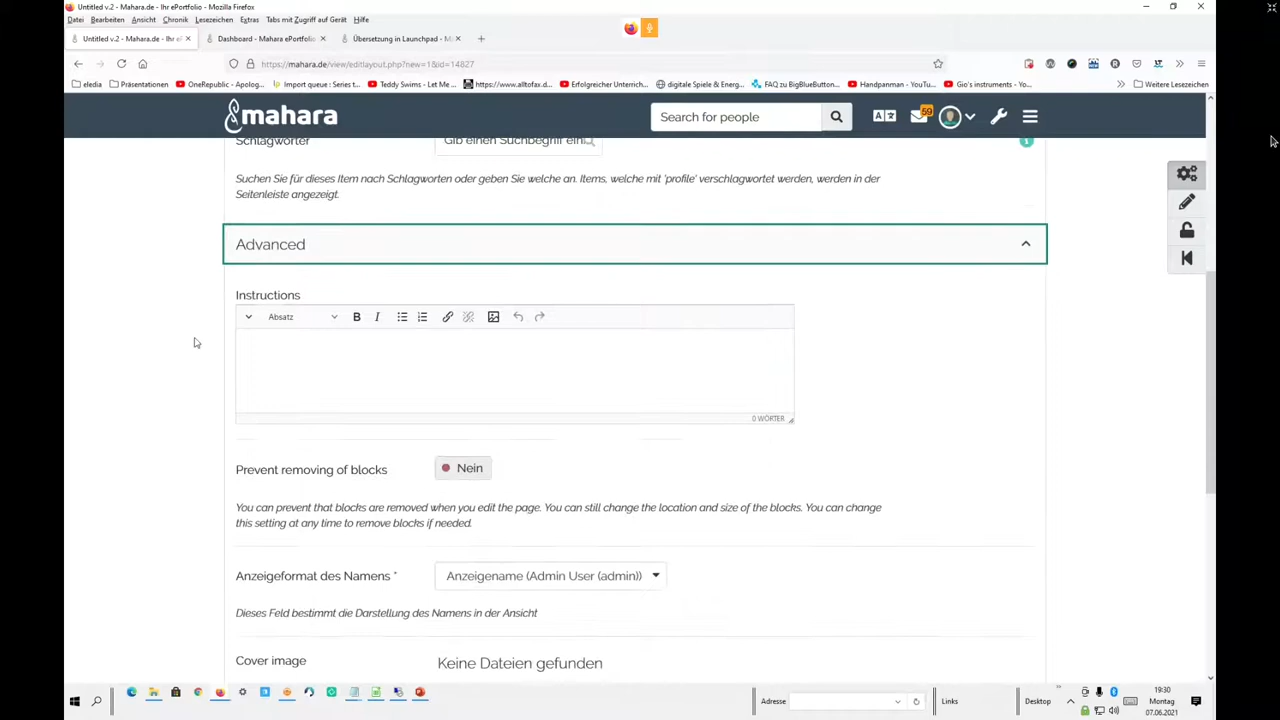 Untitled v.2 - Mahara.de - Ihr ePortfolio - Mozilla Firefox
Datei Bearbeiten Ansicht Chronik Lesezeichen Extras Tabs mit Zugriff auf Gerät Hilfe
Untitled v.2 - Mahara.de - Ihr eP
Dashboard - Mahara ePortfolio
Übersetzung in Launchpad - Ma
https://mahara.de/view/editlayout.php?new=1&id=14827
eledia Präsentationen OneRepublic - Apolog... Import queue : Series t... Teddy Swims - Let Me ... https://www.alltofax.d... Erfolgreicher Unterrich... digitale Spiele & Energ... FAQ zu BigBlueButton... Handpanman - YouTu... Gio's instruments - Yo... Weitere Lesezeichen
mahara
Search for people
59
Schlagwörter
Gib einen Suchbegriff ein
Suchen Sie für dieses Item nach Schlagworten oder geben Sie welche an. Items, welche mit 'profile' verschlagwortet werden, werden in der
Seitenleiste angezeigt.
Advanced
Instructions
Absatz B I
0 WÖRTER
Prevent removing of blocks
Nein
You can prevent that blocks are removed when you edit the page. You can still change the location and size of the blocks. You can change
this setting at any time to remove blocks if needed.
Anzeigeformat des Namens *
Anzeigename (Admin User (admin))
Dieses Feld bestimmt die Darstellung des Namens in der Ansicht
Cover image
Keine Dateien gefunden
Adresse
Links
Desktop
19:30
Montag
07.06.2021